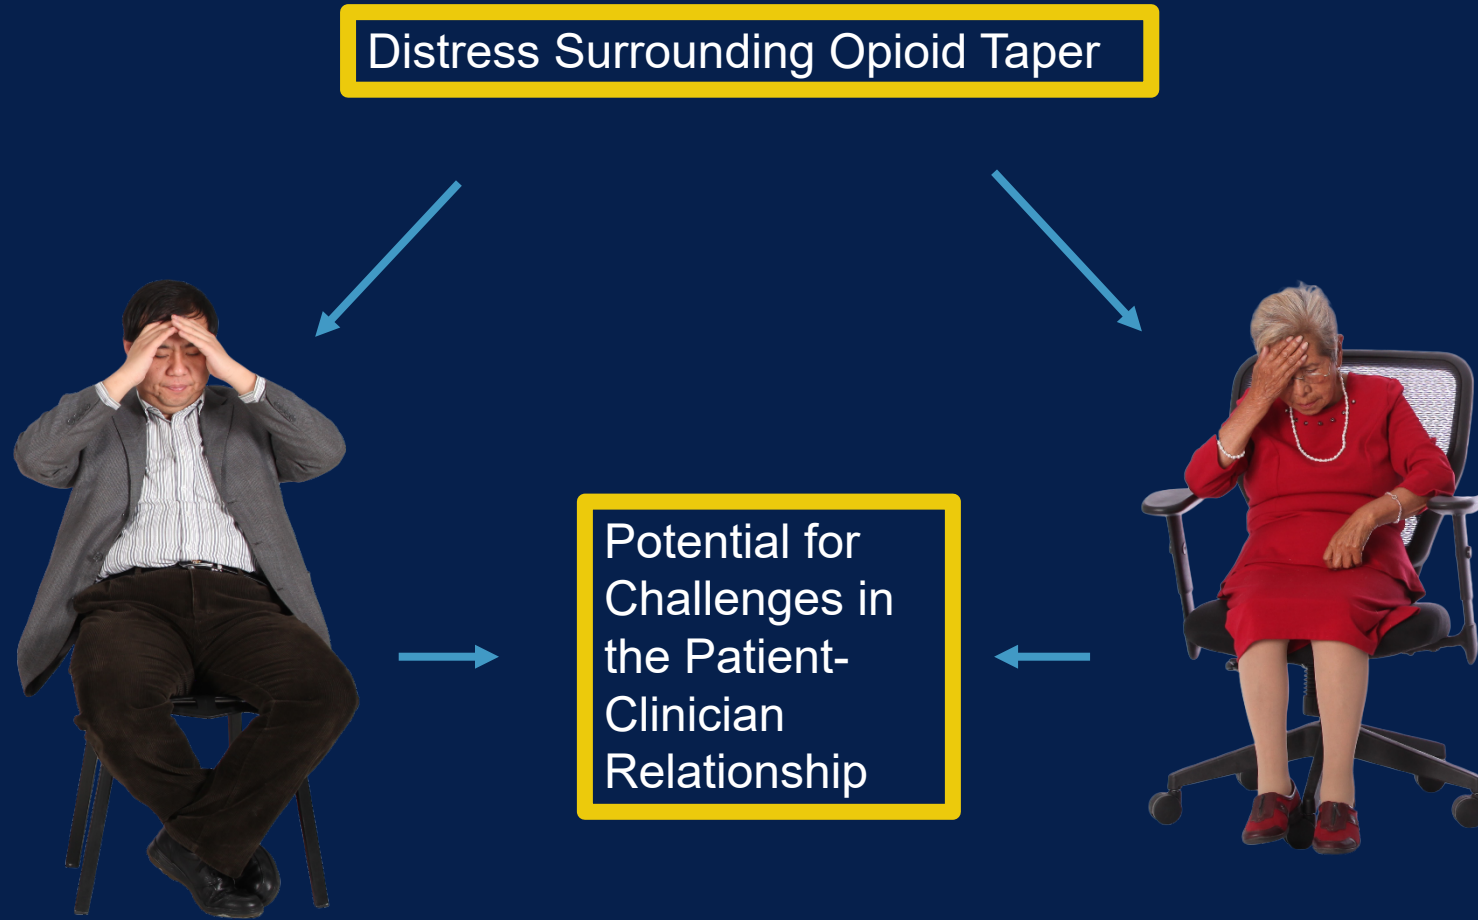 Distress Surrounding Opioid Taper
Potential for
Challenges in
the Patient-
Clinician
Relationship